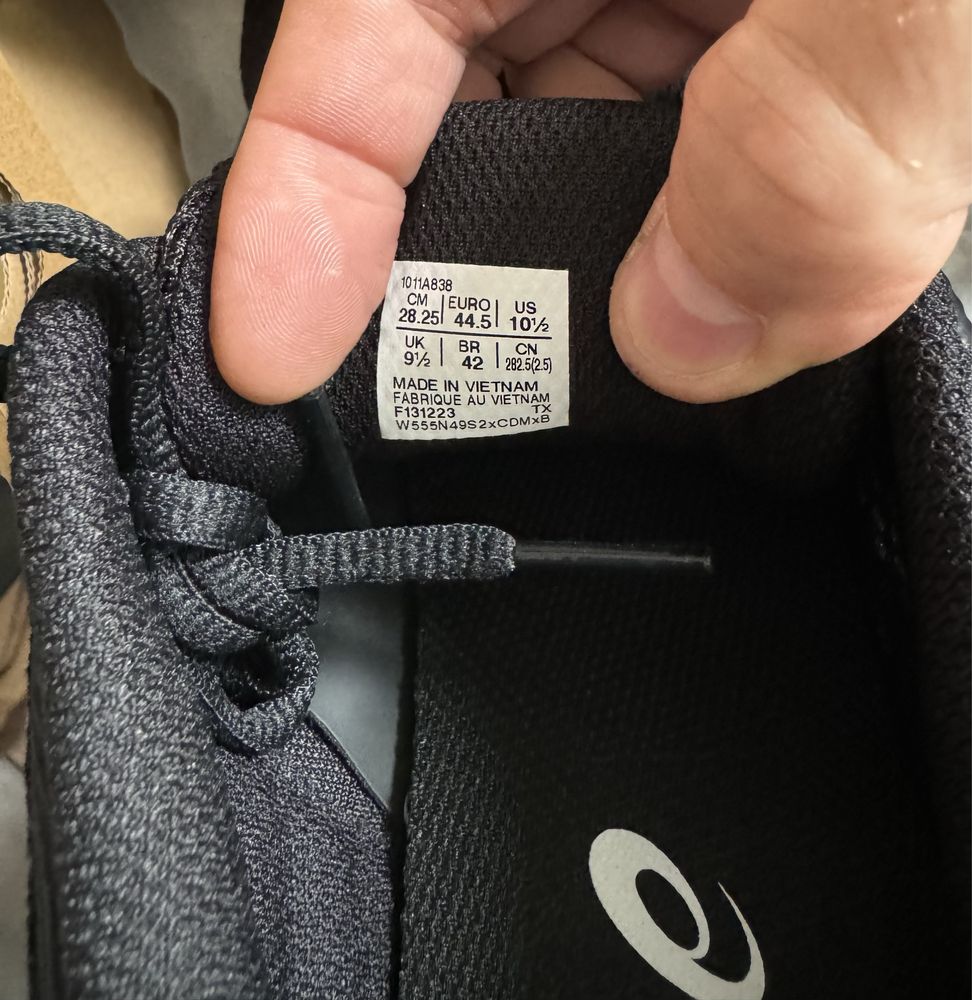 1011A838
CM | EURO | US
28.25 | 44.5 | 10½
UK | BR | CN
9½ | 42 | 282.5(2.5)
MADE IN VIETNAM
FABRIQUE AU VIETNAM
F131223 TX
W555N49S2xCDMxB